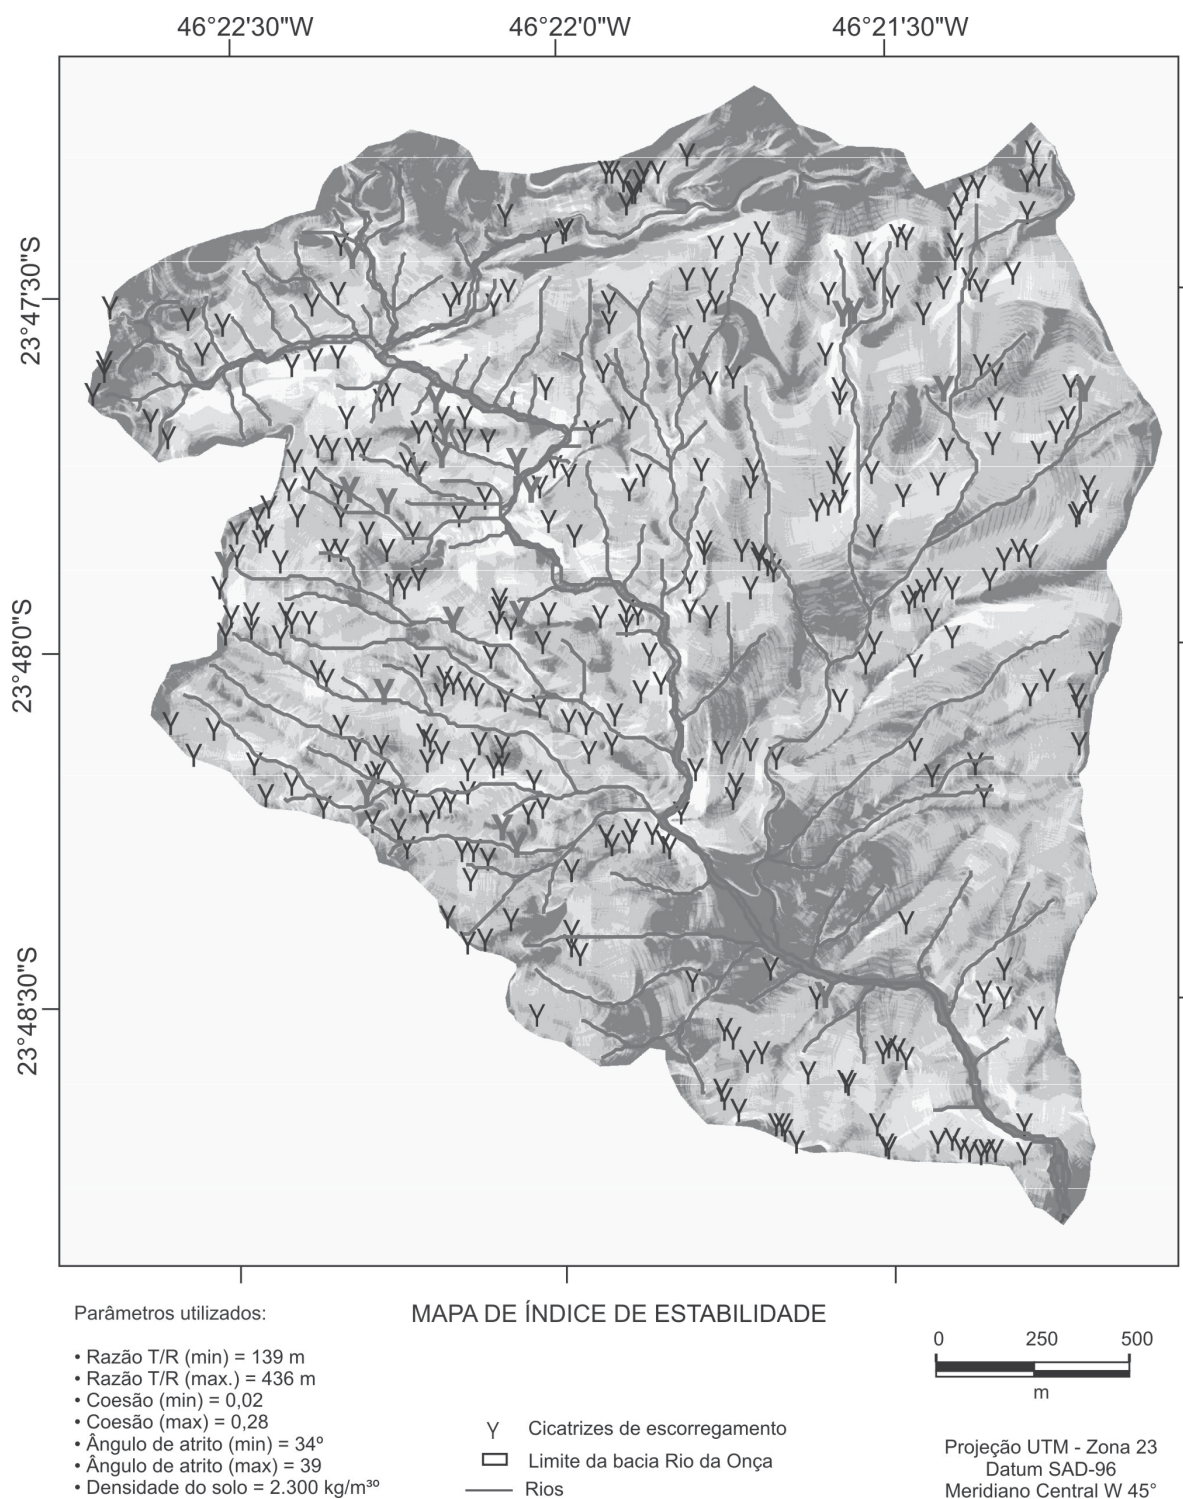 46°22'30"W 46°22'0"W 46°21'30"W
23°47'30"S
23°48'0"S
23°48'30"S
Parâmetros utilizados:
• Razão T/R (min) = 139 m
• Razão T/R (max.) = 436 m
• Coesão (min) = 0,02
• Coesão (max) = 0,28
• Ângulo de atrito (min) = 34º
• Ângulo de atrito (max) = 39
• Densidade do solo = 2.300 kg/m³º
MAPA DE ÍNDICE DE ESTABILIDADE
Y Cicatrizes de escorregamento
Limite da bacia Rio da Onça
Rios
0 250 500
m
Projeção UTM - Zona 23
Datum SAD-96
Meridiano Central W 45°